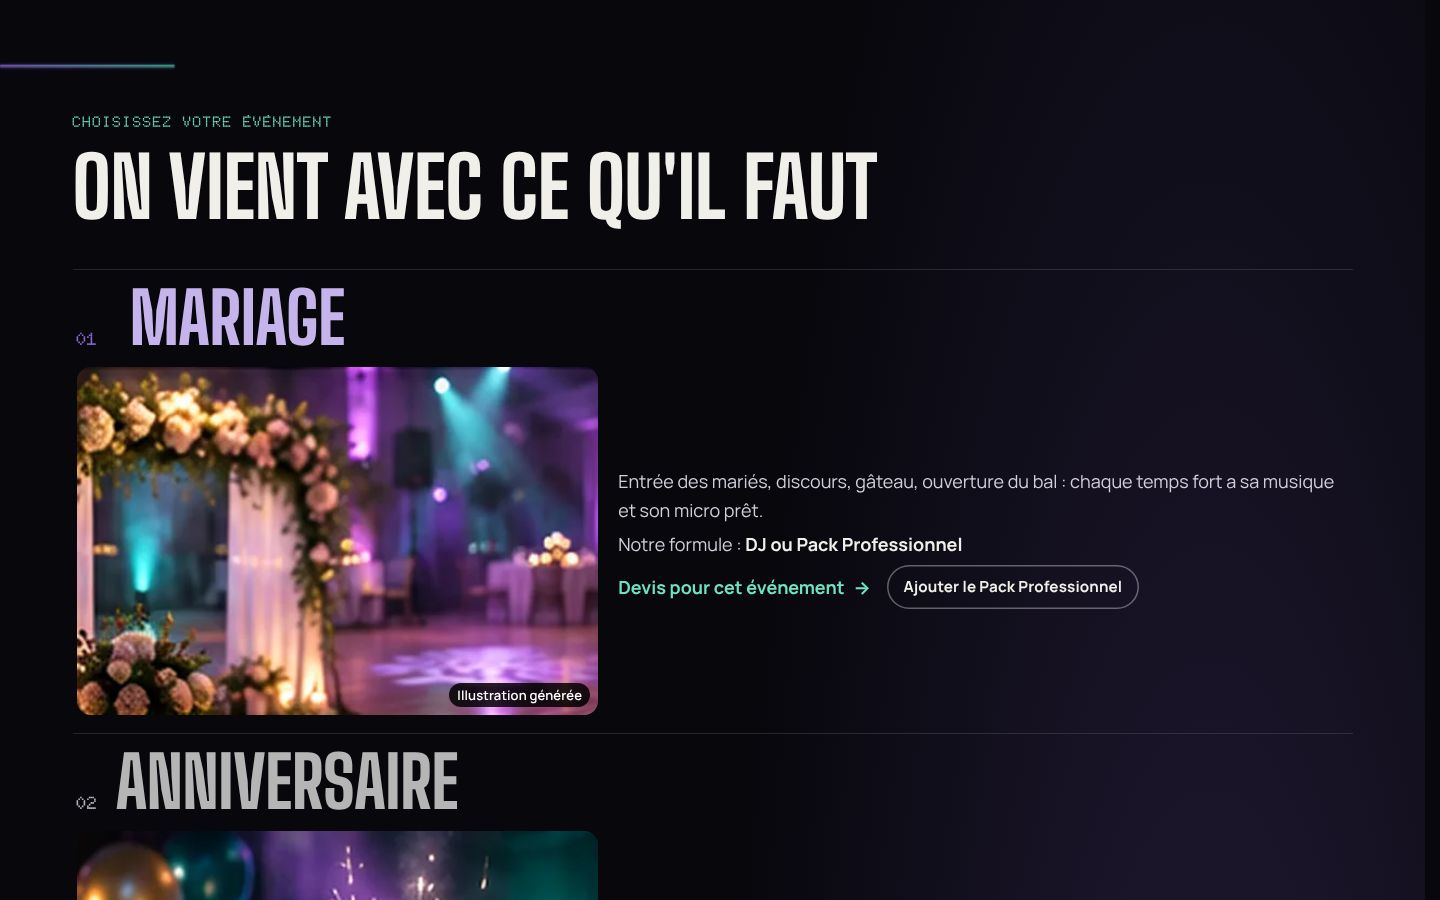 CHOISISSEZ VOTRE ÉVÉNEMENT
ON VIENT AVEC CE QU'IL FAUT
01 MARIAGE
Entrée des mariés, discours, gâteau, ouverture du bal : chaque temps fort a sa musique
et son micro prêt.
Notre formule : DJ ou Pack Professionnel
Devis pour cet événement → Ajouter le Pack Professionnel
Illustration générée
02 ANNIVERSAIRE